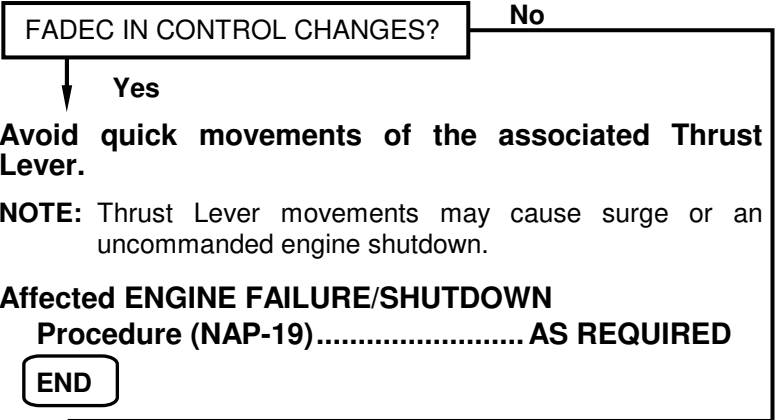 No
FADEC IN CONTROL CHANGES?
Yes
Avoid quick movements of the associated Thrust
Lever.
NOTE: Thrust Lever movements may cause surge or an
uncommanded engine shutdown.
Affected ENGINE FAILURE/SHUTDOWN
Procedure (NAP-19)........................ AS REQUIRED
END